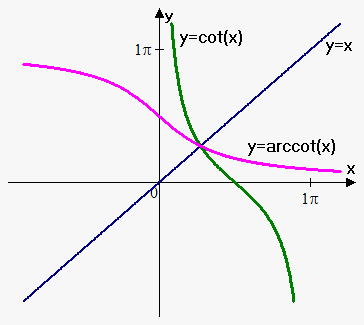 y
y=cot(x)
1π
y=x
y=arccot(x)
x
0
1π